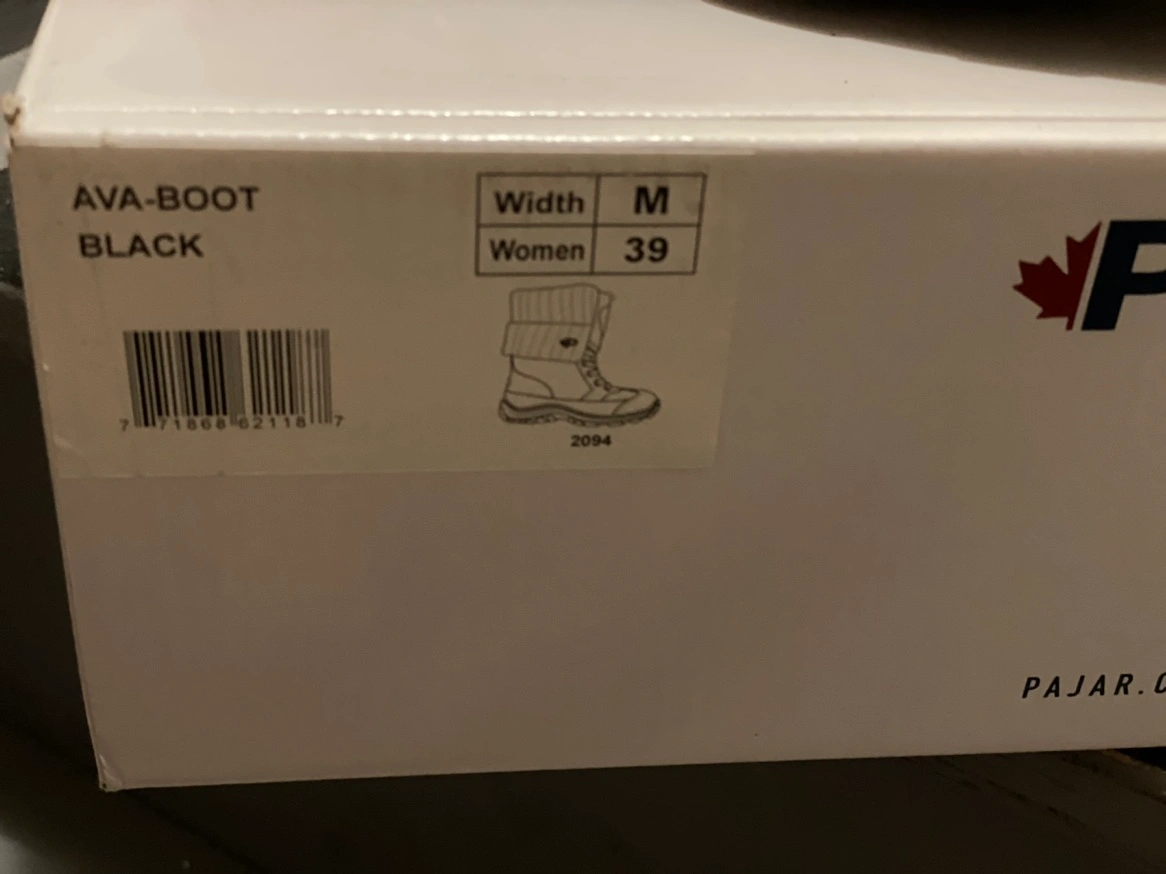 AVA-BOOT
BLACK
Width M
Women 39
7 71868 62118 7
2094
P
PAJAR.C